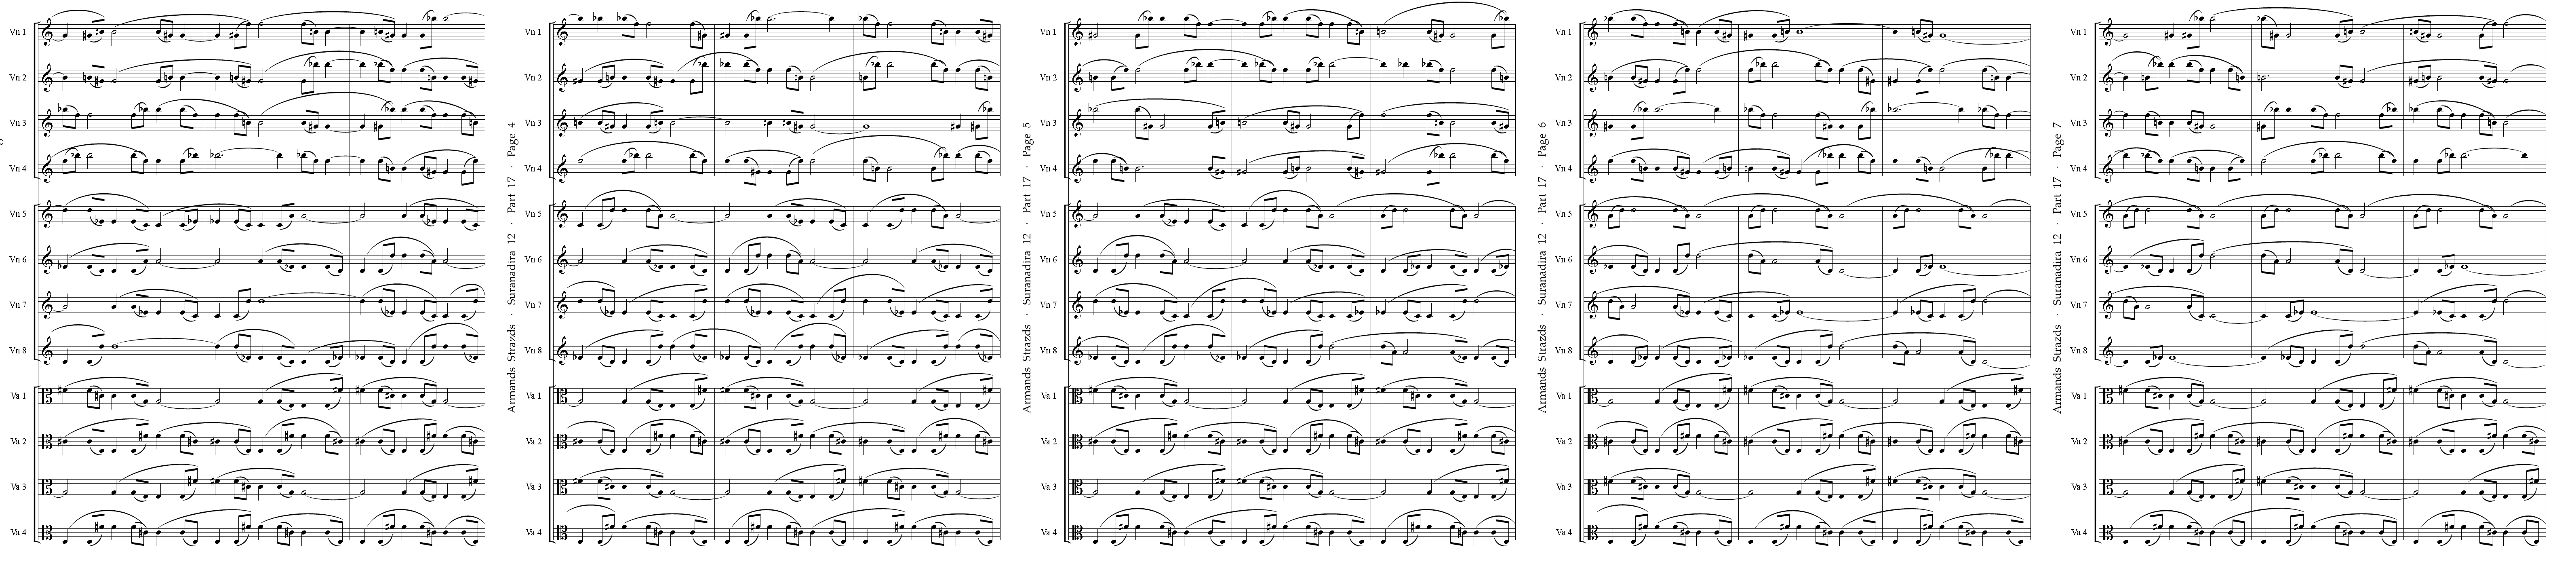 Vn 1
Vn 2
Vn 3
Vn 4
Vn 5
Vn 6
Vn 7
Vn 8
Va 1
Va 2
Va 3
Va 4
Armands Strazds · Suranadira 12 · Part 17 · Page 4
Vn 1
Vn 2
Vn 3
Vn 4
Vn 5
Vn 6
Vn 7
Vn 8
Va 1
Va 2
Va 3
Va 4
Armands Strazds · Suranadira 12 · Part 17 · Page 5
Vn 1
Vn 2
Vn 3
Vn 4
Vn 5
Vn 6
Vn 7
Vn 8
Va 1
Va 2
Va 3
Va 4
Armands Strazds · Suranadira 12 · Part 17 · Page 6
Vn 1
Vn 2
Vn 3
Vn 4
Vn 5
Vn 6
Vn 7
Vn 8
Va 1
Va 2
Va 3
Va 4
Armands Strazds · Suranadira 12 · Part 17 · Page 7
Vn 1
Vn 2
Vn 3
Vn 4
Vn 5
Vn 6
Vn 7
Vn 8
Va 1
Va 2
Va 3
Va 4